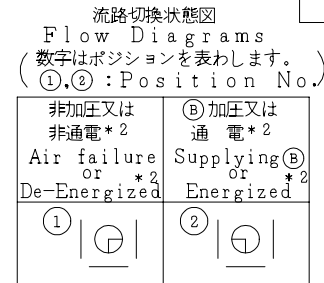 流路切換状態図
Flow Diagrams
(数字はポジションを表わします。
①,②:Position No.)
非加圧又は
非通電*2
Air failure
or *2
De-Energized
Ⓑ加圧又は
通 電*2
Supplying Ⓑ
or *2
Energized
① ②